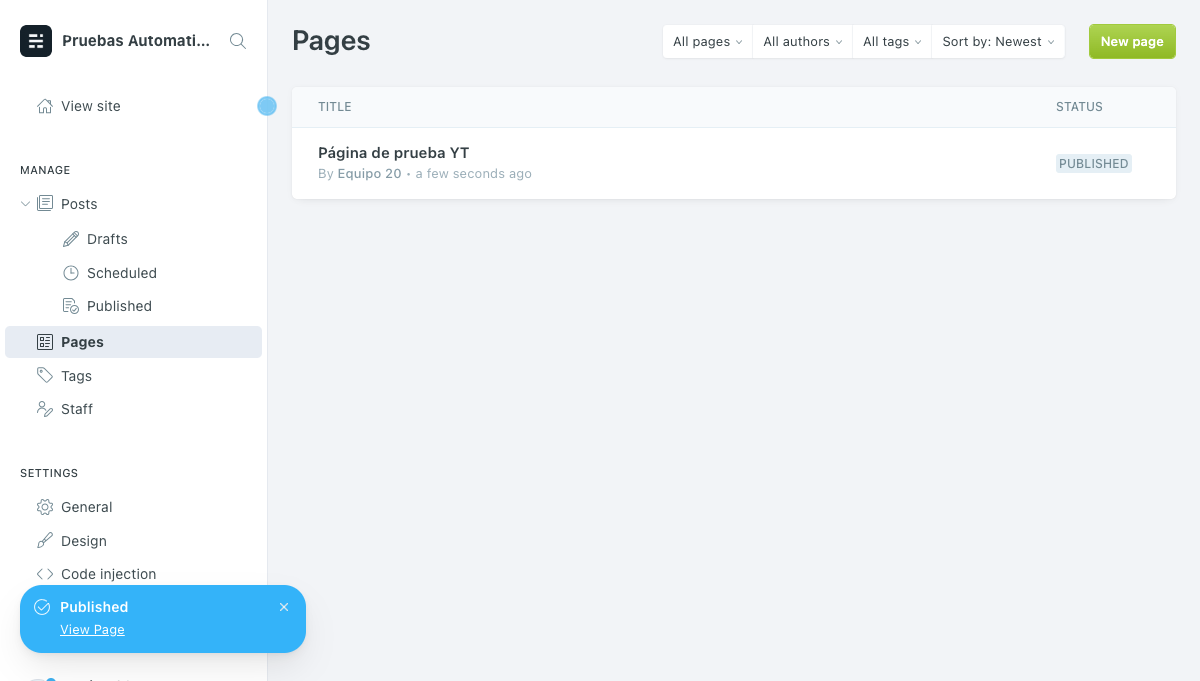 Pruebas Automati...
View site
MANAGE
Posts
Drafts
Scheduled
Published
Pages
Tags
Staff
SETTINGS
General
Design
Code injection
Published
View Page
Pages
All pages
All authors
All tags
Sort by: Newest
New page
TITLE
STATUS
Página de prueba YT
By Equipo 20 • a few seconds ago
PUBLISHED